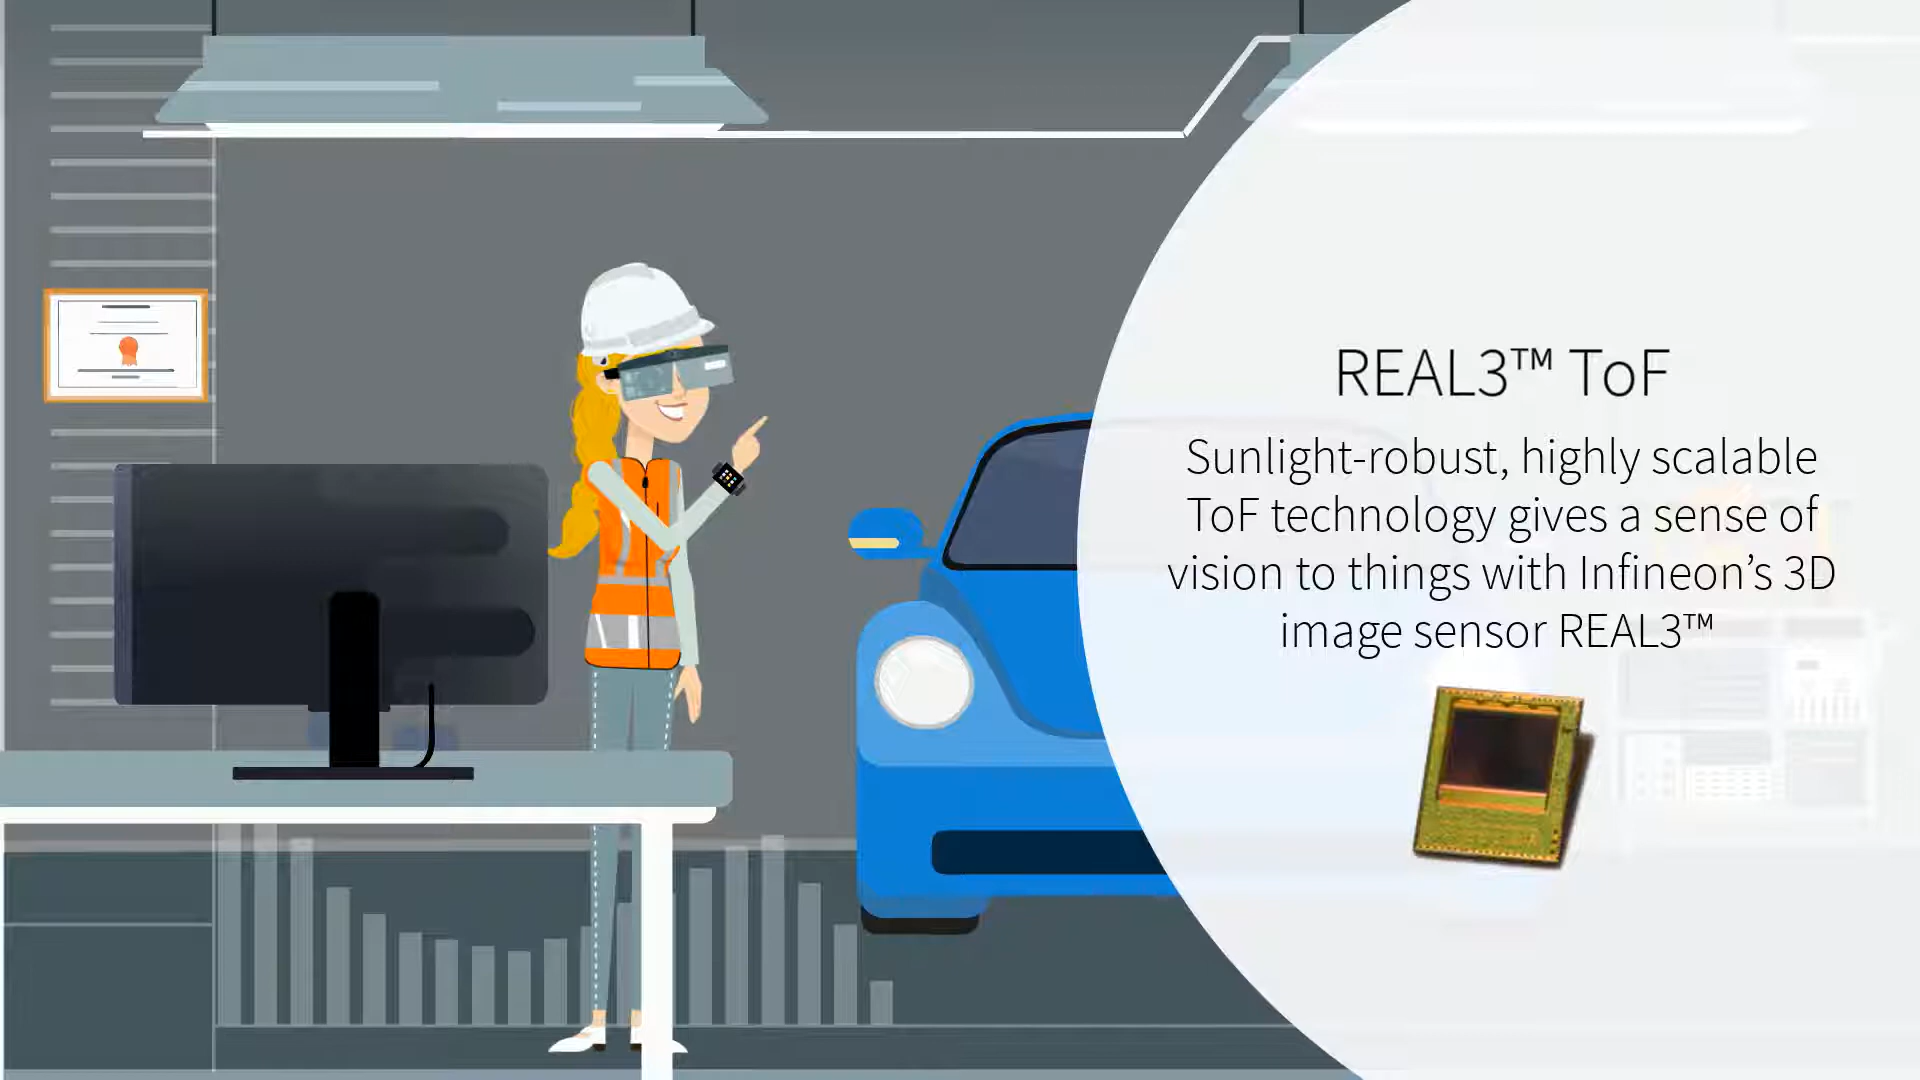 REAL3™ ToF
Sunlight-robust, highly scalable
ToF technology gives a sense of
vision to things with Infineon’s 3D
image sensor REAL3™